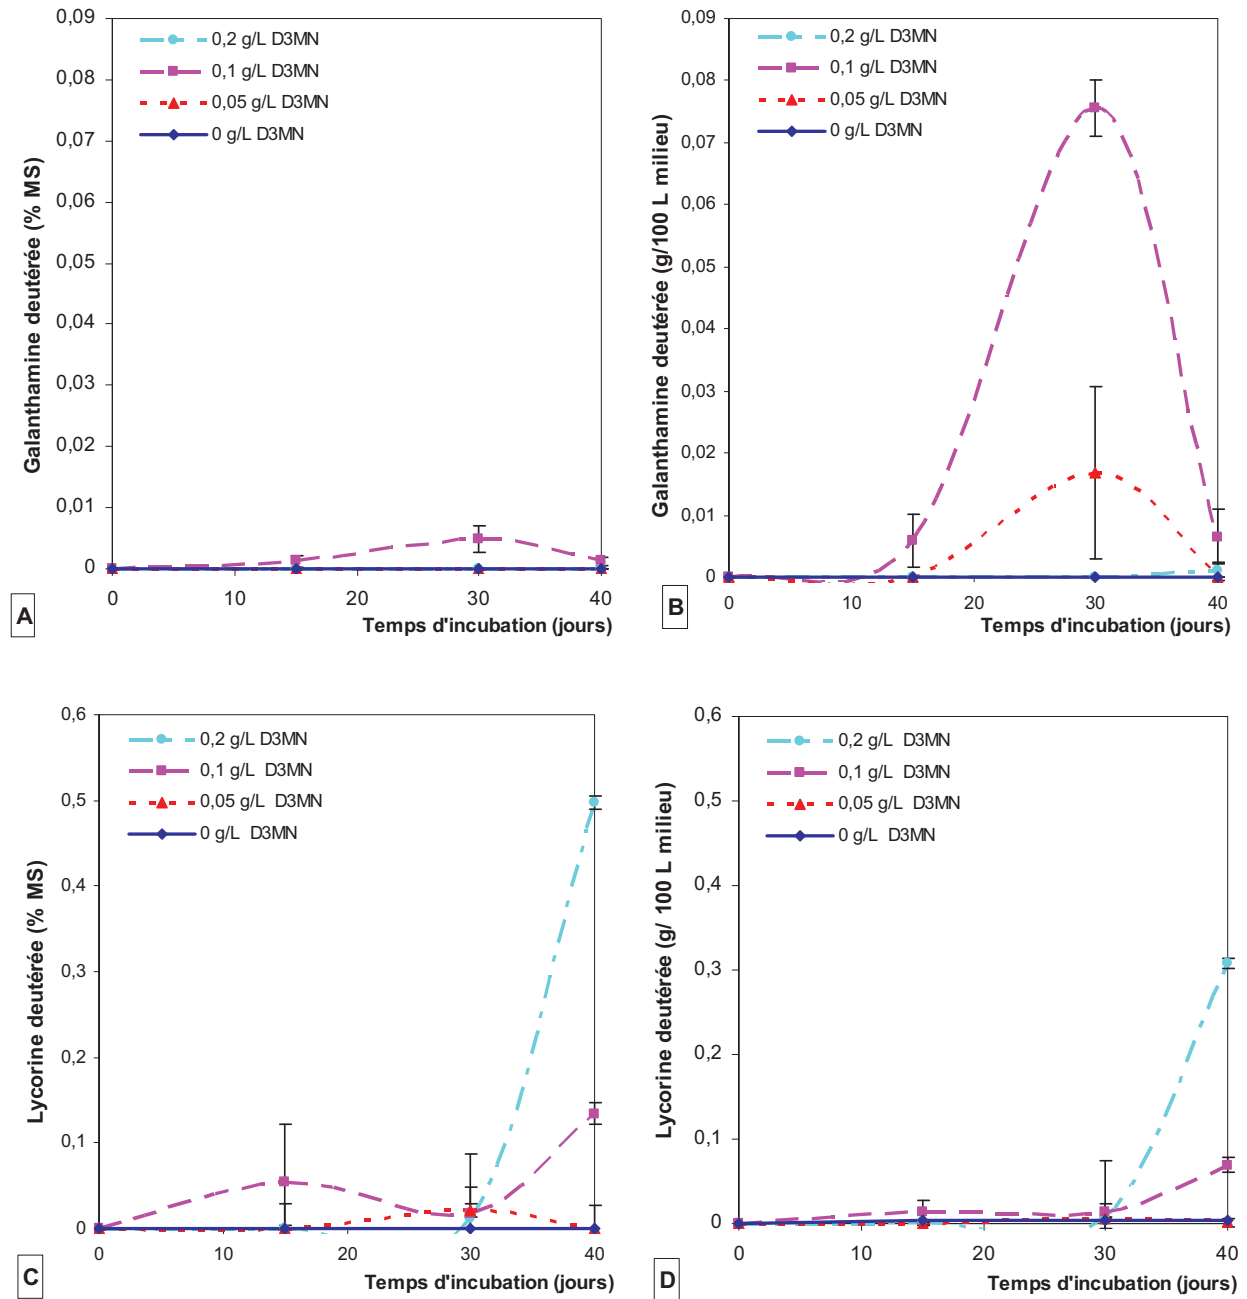 0,09
0,08
0,07
0,06
0,05
0,04
0,03
0,02
0,01
0
Galanthamine deutérée (% MS)
0,2 g/L D3MN
0,1 g/L D3MN
0,05 g/L D3MN
0 g/L D3MN
0 10 20 30 40
Temps d'incubation (jours)
A
0,09
0,08
0,07
0,06
0,05
0,04
0,03
0,02
0,01
0
Galanthamine deutérée (g/100 L milieu)
0,2 g/L D3MN
0,1 g/L D3MN
0,05 g/L D3MN
0 g/L D3MN
0 10 20 30 40
Temps d'incubation (jours)
B
0,6
0,5
0,4
0,3
0,2
0,1
0
Lycorine deutérée (% MS)
0,2 g/L D3MN
0,1 g/L D3MN
0,05 g/L D3MN
0 g/L D3MN
0 10 20 30 40
Temps d'incubation (jours)
C
0,6
0,5
0,4
0,3
0,2
0,1
0
Lycorine deutérée (g/ 100 L milieu)
0,2 g/L D3MN
0,1 g/L D3MN
0,05 g/L D3MN
0 g/L D3MN
0 10 20 30 40
Temps d'incubation (jours)
D